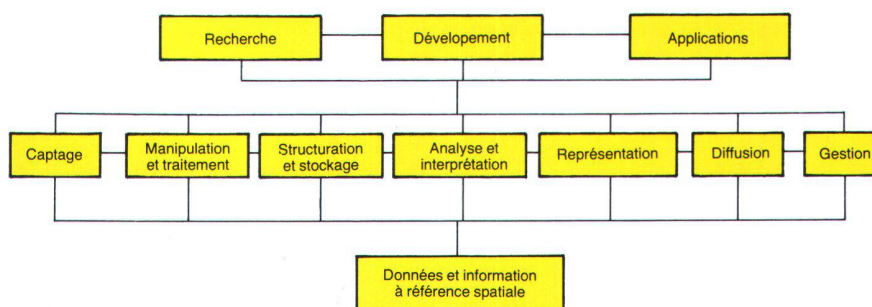 Recherche
Dévelopement
Applications
Captage
Manipulation
et traitement
Structuration
et stockage
Analyse et
interprétation
Représentation
Diffusion
Gestion
Données et information
à référence spatiale